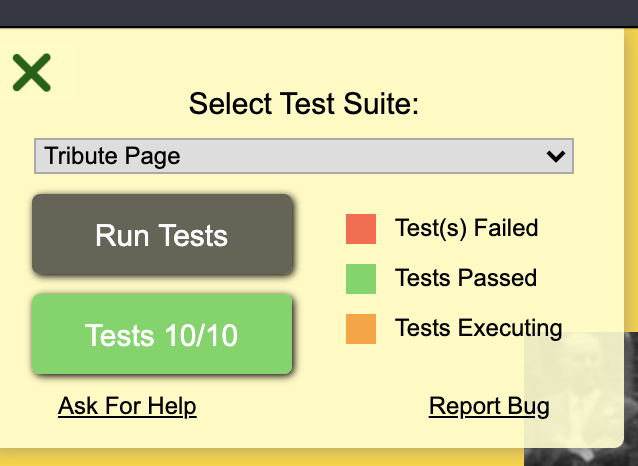 Select Test Suite:
Tribute Page
Run Tests
Test(s) Failed
Tests Passed
Tests 10/10
Tests Executing
Ask For Help
Report Bug